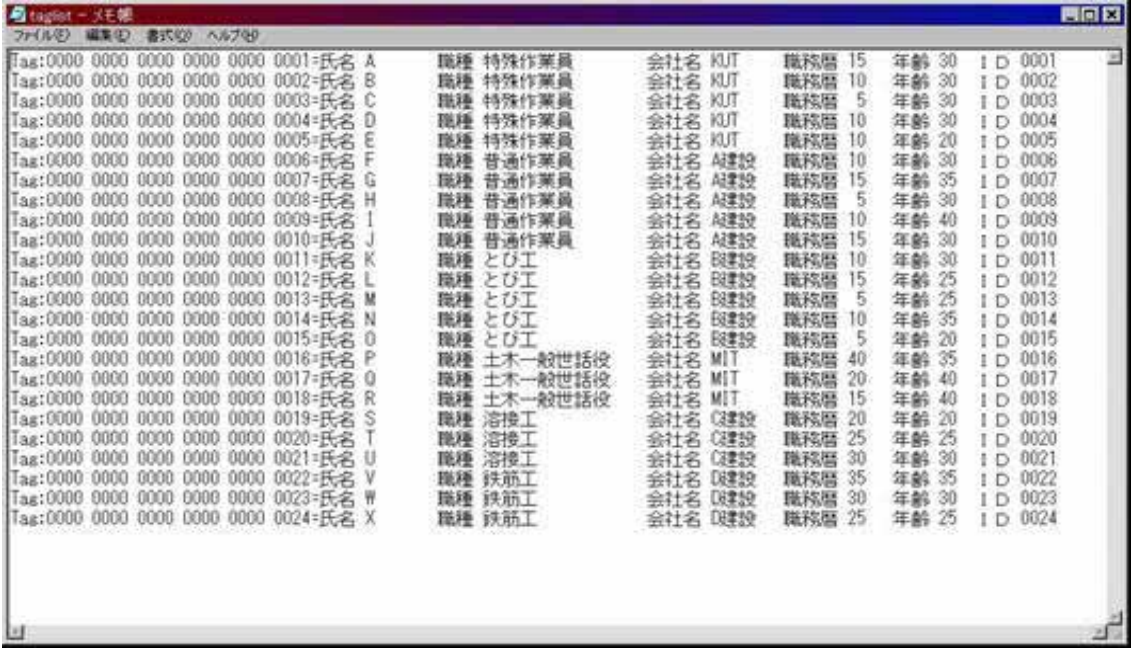 taglist - メモ帳
ファイル(F) 編集(E) 書式(O) ヘルプ(H)
Tag:0000 0000 0000 0000 0000 0001=氏名 A 職種 特殊作業員 会社名 KUT 職務暦 15 年齢 30 ＩＤ 0001
Tag:0000 0000 0000 0000 0000 0002=氏名 B 職種 特殊作業員 会社名 KUT 職務暦 10 年齢 30 ＩＤ 0002
Tag:0000 0000 0000 0000 0000 0003=氏名 C 職種 特殊作業員 会社名 KUT 職務暦 5 年齢 30 ＩＤ 0003
Tag:0000 0000 0000 0000 0000 0004=氏名 D 職種 特殊作業員 会社名 KUT 職務暦 10 年齢 30 ＩＤ 0004
Tag:0000 0000 0000 0000 0000 0005=氏名 E 職種 特殊作業員 会社名 KUT 職務暦 10 年齢 20 ＩＤ 0005
Tag:0000 0000 0000 0000 0000 0006=氏名 F 職種 普通作業員 会社名 A建設 職務暦 10 年齢 30 ＩＤ 0006
Tag:0000 0000 0000 0000 0000 0007=氏名 G 職種 普通作業員 会社名 A建設 職務暦 15 年齢 35 ＩＤ 0007
Tag:0000 0000 0000 0000 0000 0008=氏名 H 職種 普通作業員 会社名 A建設 職務暦 5 年齢 30 ＩＤ 0008
Tag:0000 0000 0000 0000 0000 0009=氏名 I 職種 普通作業員 会社名 A建設 職務暦 10 年齢 40 ＩＤ 0009
Tag:0000 0000 0000 0000 0000 0010=氏名 J 職種 普通作業員 会社名 A建設 職務暦 15 年齢 30 ＩＤ 0010
Tag:0000 0000 0000 0000 0000 0011=氏名 K 職種 とび工 会社名 B建設 職務暦 10 年齢 30 ＩＤ 0011
Tag:0000 0000 0000 0000 0000 0012=氏名 L 職種 とび工 会社名 B建設 職務暦 15 年齢 25 ＩＤ 0012
Tag:0000 0000 0000 0000 0000 0013=氏名 M 職種 とび工 会社名 B建設 職務暦 5 年齢 25 ＩＤ 0013
Tag:0000 0000 0000 0000 0000 0014=氏名 N 職種 とび工 会社名 B建設 職務暦 10 年齢 35 ＩＤ 0014
Tag:0000 0000 0000 0000 0000 0015=氏名 O 職種 とび工 会社名 B建設 職務暦 5 年齢 20 ＩＤ 0015
Tag:0000 0000 0000 0000 0000 0016=氏名 P 職種 土木一般世話役 会社名 MIT 職務暦 40 年齢 35 ＩＤ 0016
Tag:0000 0000 0000 0000 0000 0017=氏名 Q 職種 土木一般世話役 会社名 MIT 職務暦 20 年齢 40 ＩＤ 0017
Tag:0000 0000 0000 0000 0000 0018=氏名 R 職種 土木一般世話役 会社名 MIT 職務暦 15 年齢 40 ＩＤ 0018
Tag:0000 0000 0000 0000 0000 0019=氏名 S 職種 溶接工 会社名 C建設 職務暦 20 年齢 20 ＩＤ 0019
Tag:0000 0000 0000 0000 0000 0020=氏名 T 職種 溶接工 会社名 C建設 職務暦 25 年齢 25 ＩＤ 0020
Tag:0000 0000 0000 0000 0000 0021=氏名 U 職種 溶接工 会社名 C建設 職務暦 30 年齢 30 ＩＤ 0021
Tag:0000 0000 0000 0000 0000 0022=氏名 V 職種 鉄筋工 会社名 D建設 職務暦 35 年齢 35 ＩＤ 0022
Tag:0000 0000 0000 0000 0000 0023=氏名 W 職種 鉄筋工 会社名 D建設 職務暦 30 年齢 30 ＩＤ 0023
Tag:0000 0000 0000 0000 0000 0024=氏名 X 職種 鉄筋工 会社名 D建設 職務暦 25 年齢 25 ＩＤ 0024